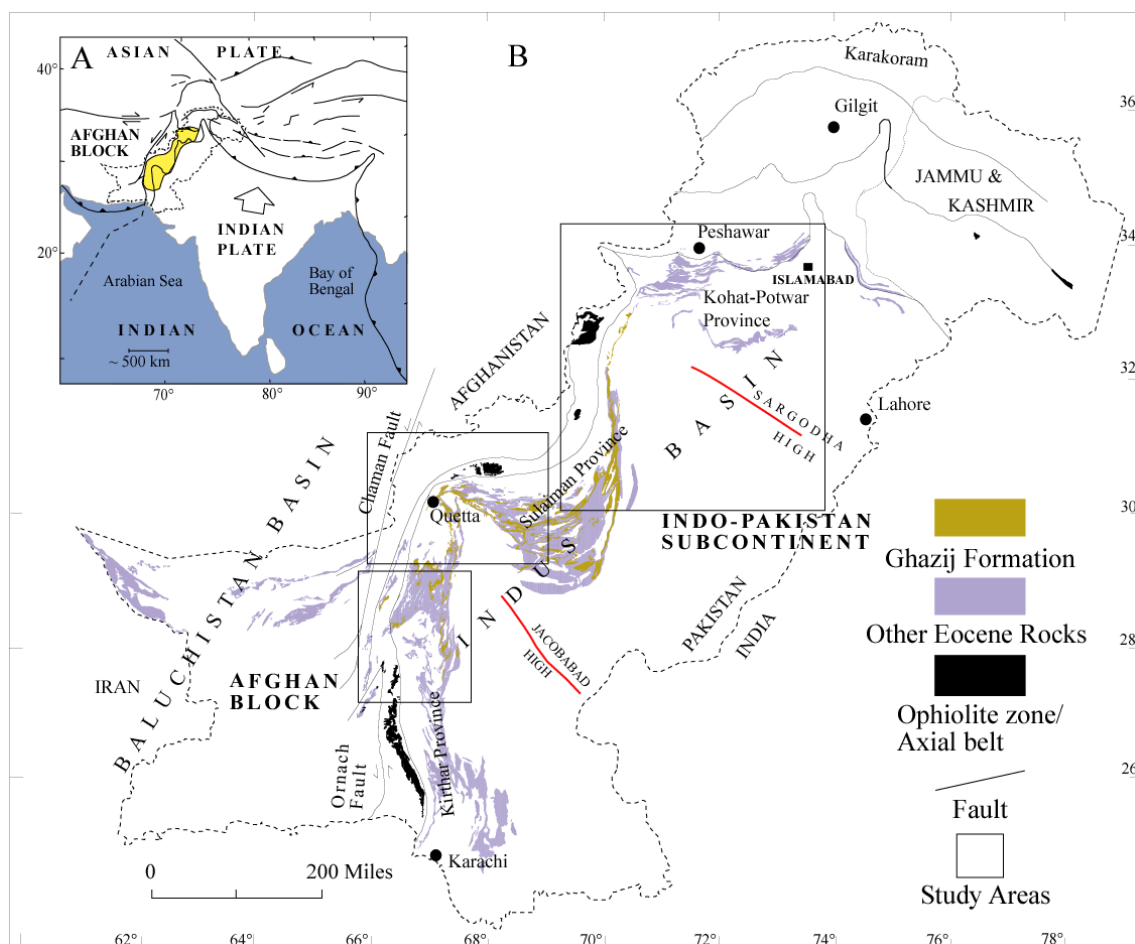 A
ASIAN PLATE
40°
AFGHAN
BLOCK
20°
INDIAN
PLATE
Arabian Sea
Bay of
Bengal
INDIAN OCEAN
~ 500 km
70°
80°
90°
B
Karakoram
Gilgit
36
JAMMU &
KASHMIR
34
Peshawar
ISLAMABAD
Kohat-Potwar
Province
AFGHANISTAN
32
SARGODHA
HIGH
Lahore
Chaman Fault
Sulaiman Province
INDUS BASIN
Quetta
30
INDO-PAKISTAN
SUBCONTINENT
BALUCHISTAN BASIN
PAKISTAN
INDIA
28
JACOBABAD
HIGH
IRAN
AFGHAN
BLOCK
Kirthar Province
Ornach
Fault
26
Karachi
0
200 Miles
Ghazij Formation
Other Eocene Rocks
Ophiolite zone/
Axial belt
Fault
Study Areas
62°
64°
66°
68°
70°
72°
74°
76°
78°